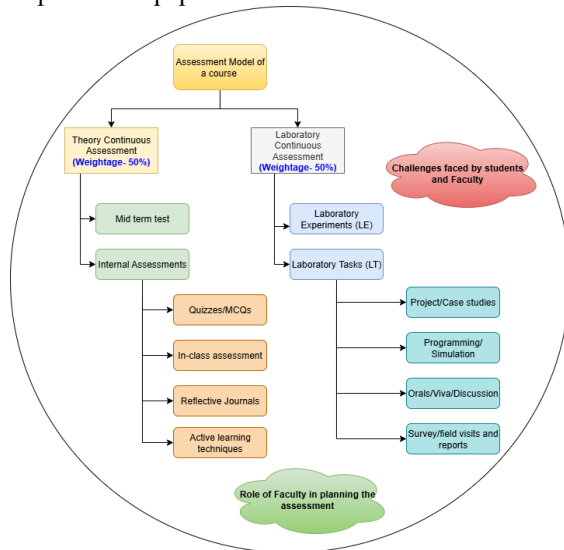 Assessment Model of
a course
Theory Continuous
Assessment
(Weightage- 50%)
Laboratory
Continuous
Assessment
(Weightage- 50%)
Challenges faced by students
and Faculty
Mid term test
Laboratory
Experiments (LE)
Internal Assessments
Laboratory Tasks (LT)
Quizzes/MCQs
Project/Case studies
In-class assessment
Programming/
Simulation
Reflective Journals
Orals/Viva/Discussion
Active learning
techniques
Survey/field visits and
reports
Role of Faculty in planning the
assessment